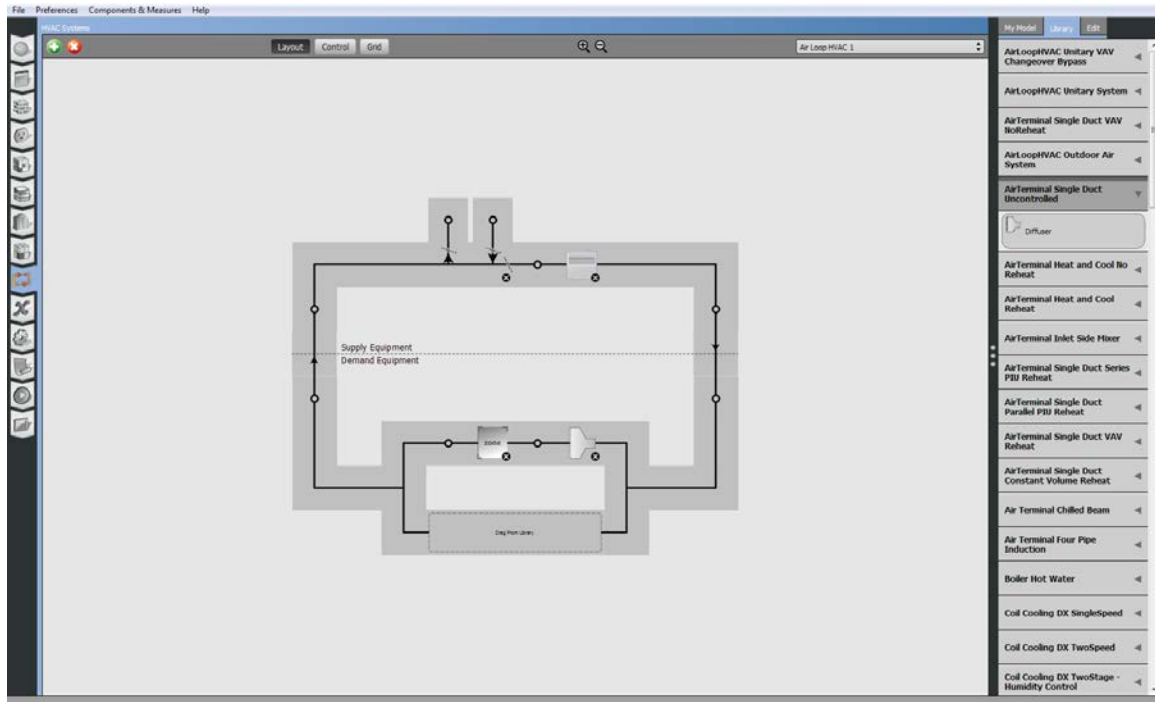 File Preferences Components & Measures Help
HVAC Systems
Layout Control Grid
Air Loop HVAC 1
My Model Library Edit
AirLoopHVAC Unitary VAV
Changeover Bypass
AirLoopHVAC Unitary System
AirTerminal Single Duct VAV
NoReheat
AirLoopHVAC Outdoor Air
System
AirTerminal Single Duct
Uncontrolled
Diffuser
AirTerminal Heat and Cool No
Reheat
AirTerminal Heat and Cool
Reheat
AirTerminal Inlet Side Mixer
AirTerminal Single Duct Series
PIU Reheat
AirTerminal Single Duct
Parallel PIU Reheat
AirTerminal Single Duct VAV
Reheat
AirTerminal Single Duct
Constant Volume Reheat
Air Terminal Chilled Beam
Air Terminal Four Pipe
Induction
Boiler Hot Water
Coil Cooling DX SingleSpeed
Coil Cooling DX TwoSpeed
Coil Cooling DX TwoStage -
Humidity Control
Supply Equipment
Demand Equipment
zone
Drag From Library